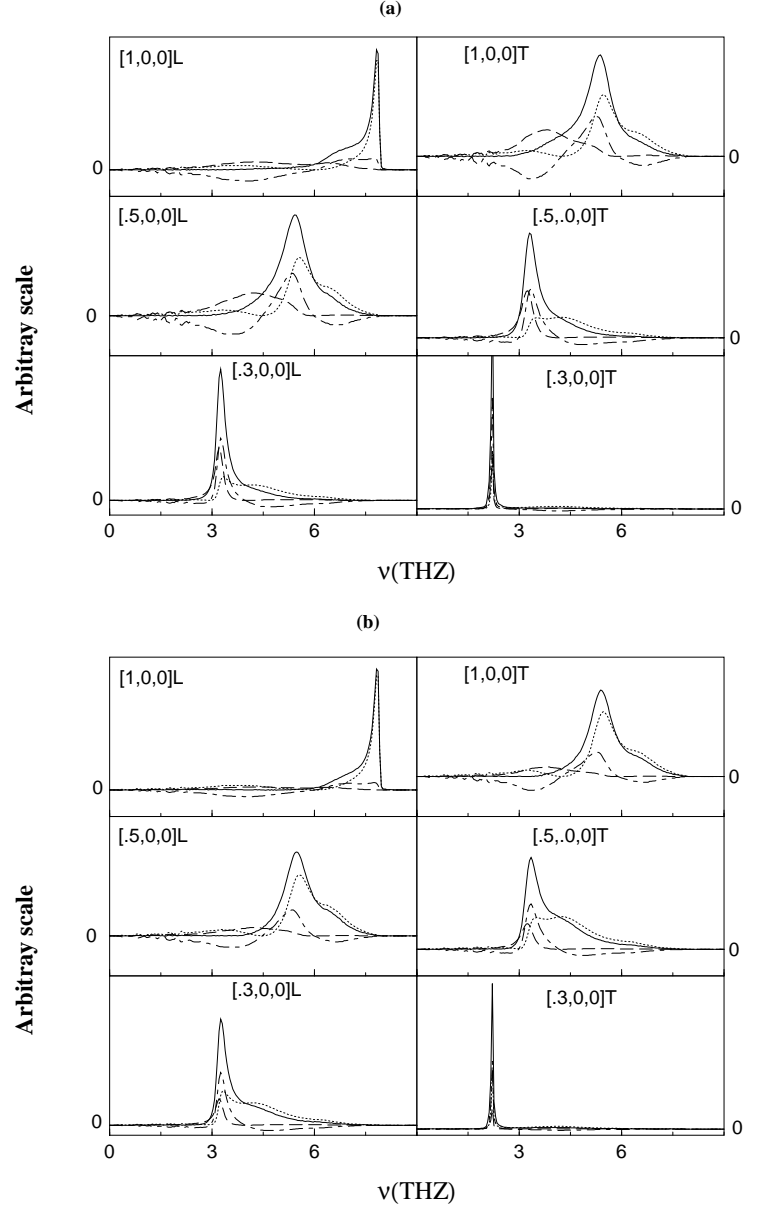 (a)
[1,0,0]L
[1,0,0]T
0
0
[.5,0,0]L
[.5,.0,0]T
0
0
[.3,0,0]L
[.3,0,0]T
0
0
0 3 6 3 6
ν(THZ)
Arbitray scale
(b)
[1,0,0]L
[1,0,0]T
0
0
[.5,0,0]L
[.5,.0,0]T
0
0
[.3,0,0]L
[.3,0,0]T
0
0
0 3 6 3 6
ν(THZ)
Arbitray scale